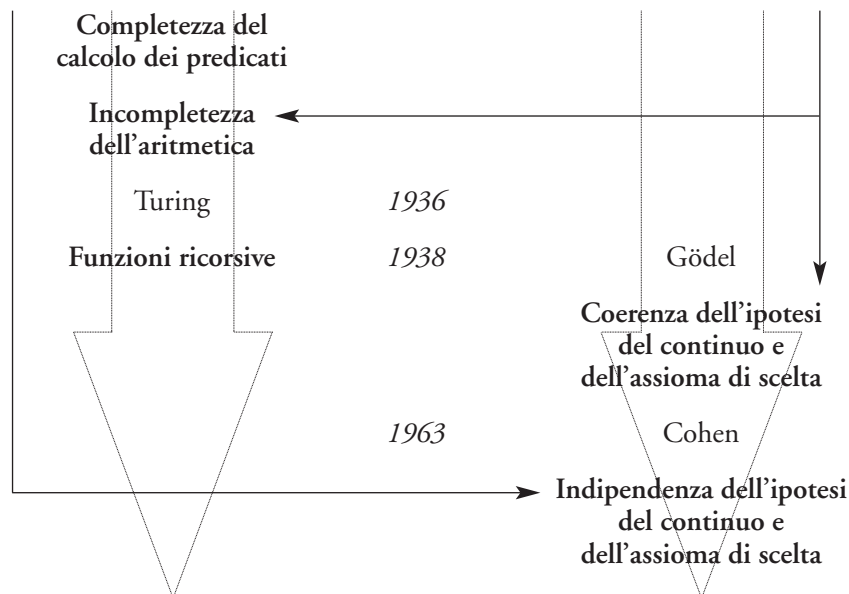 Completezza del
calcolo dei predicati
Incompletezza
dell'aritmetica
Turing 1936
Funzioni ricorsive 1938 Gödel
Coerenza dell'ipotesi
del continuo e
dell'assioma di scelta
1963 Cohen
Indipendenza dell'ipotesi
del continuo e
dell'assioma di scelta